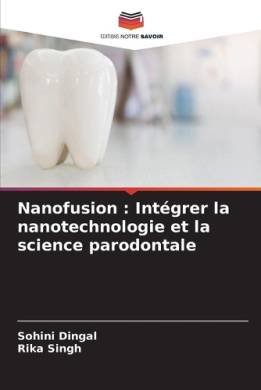 EDITIONS NOTRE SAVOIR
Nanofusion : Intégrer la
nanotechnologie et la
science parodontale
Sohini Dingal
Rika Singh